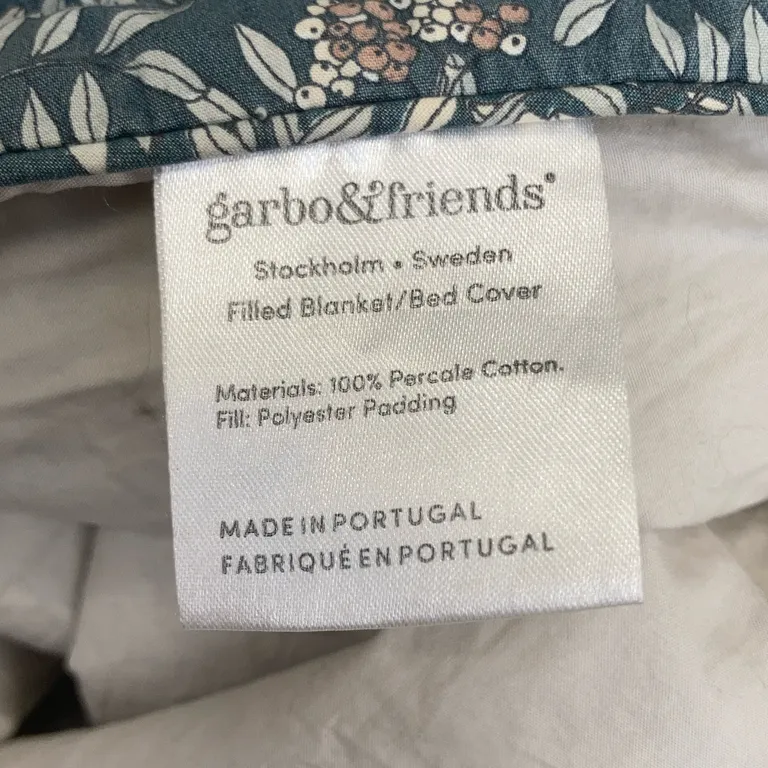 garbo&friends®
Stockholm • Sweden
Filled Blanket/Bed Cover
Materials: 100% Percale Cotton.
Fill: Polyester Padding
MADE IN PORTUGAL
FABRIQUÉ EN PORTUGAL